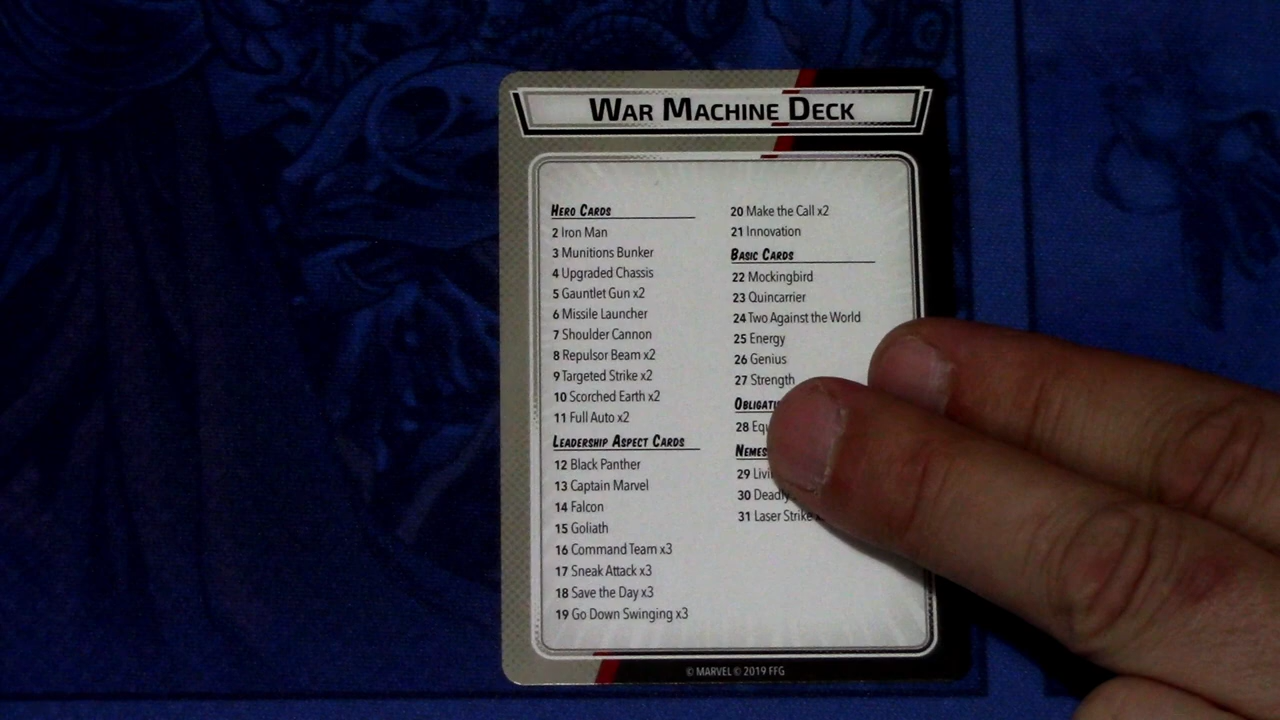 War Machine Deck
Hero Cards
2 Iron Man
3 Munitions Bunker
4 Upgraded Chassis
5 Gauntlet Gun x2
6 Missile Launcher
7 Shoulder Cannon
8 Repulsor Beam x2
9 Targeted Strike x2
10 Scorched Earth x2
11 Full Auto x2
Leadership Aspect Cards
12 Black Panther
13 Captain Marvel
14 Falcon
15 Goliath
16 Command Team x3
17 Sneak Attack x3
18 Save the Day x3
19 Go Down Swinging x3
20 Make the Call x2
21 Innovation
Basic Cards
22 Mockingbird
23 Quincarrier
24 Two Against the World
25 Energy
26 Genius
27 Strength
28
29
30 Deadly
31 Laser Strike
© MARVEL © 2019 FFG